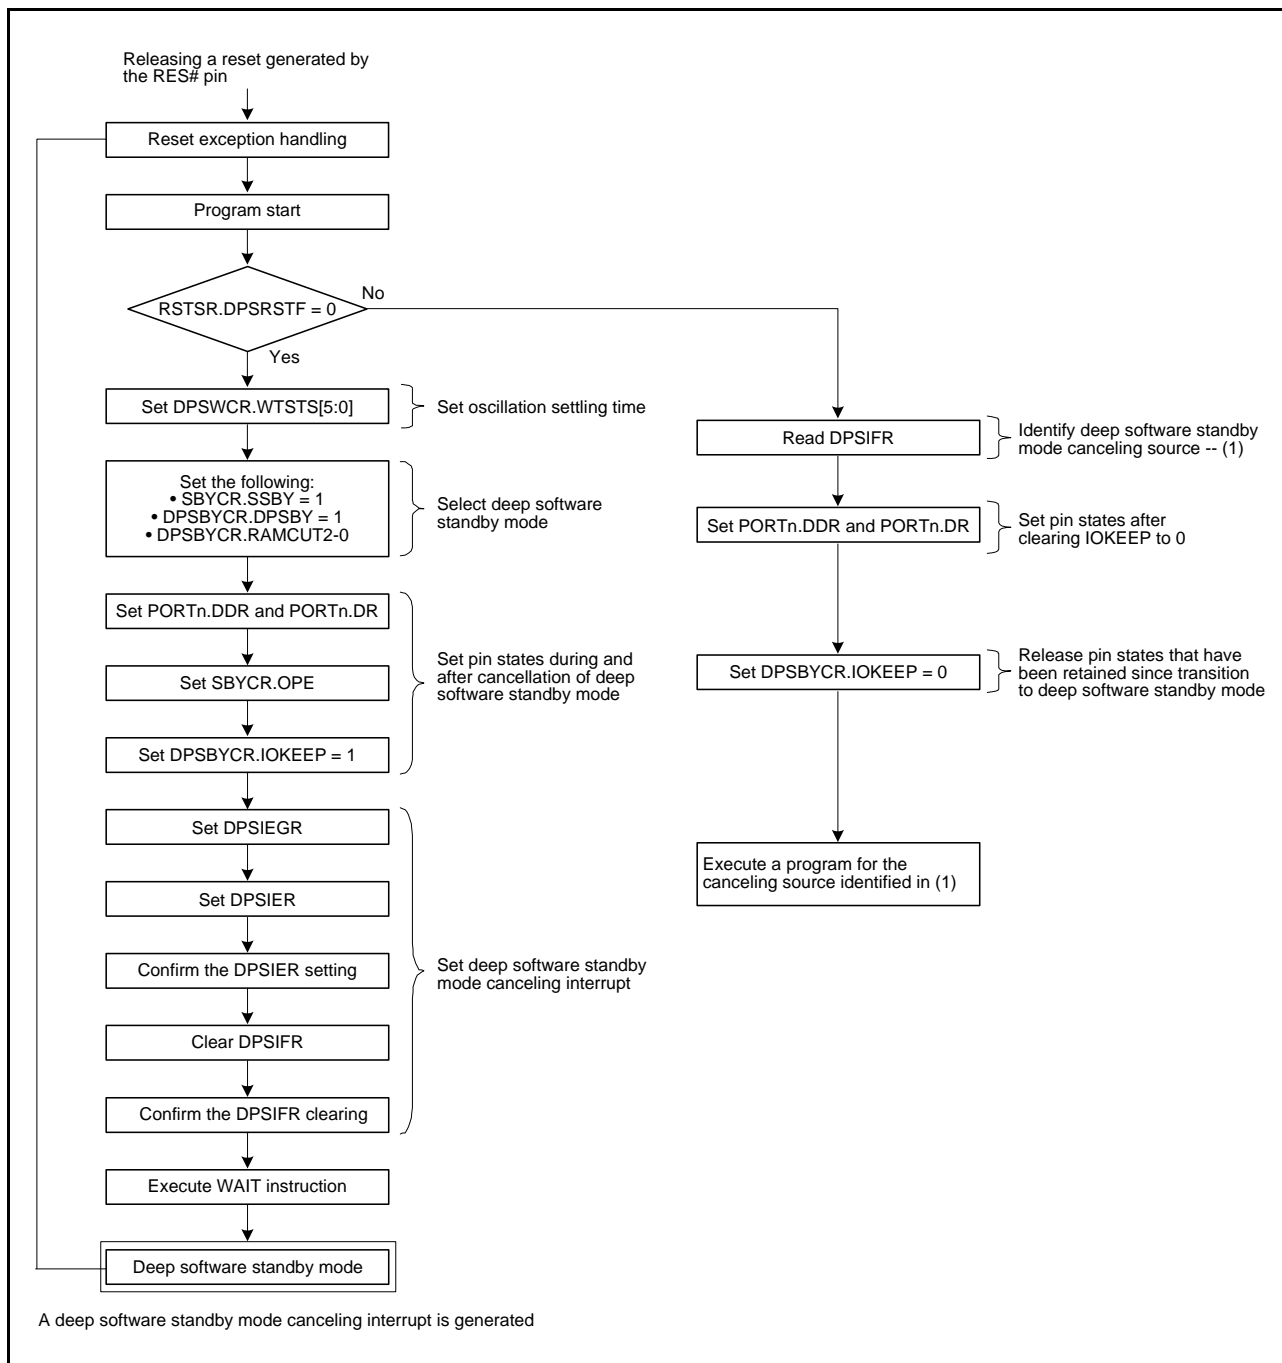 Releasing a reset generated by
the RES# pin
Reset exception handling
Program start
RSTSR.DPSRSTF = 0
No
Yes
Set DPSWCR.WTSTS[5:0]
Set oscillation settling time
Set the following:
• SBYCR.SSBY = 1
• DPSBYCR.DPSBY = 1
• DPSBYCR.RAMCUT2-0
Select deep software
standby mode
Set PORTn.DDR and PORTn.DR
Set SBYCR.OPE
Set DPSBYCR.IOKEEP = 1
Set pin states during and
after cancellation of deep
software standby mode
Set DPSIEGR
Set DPSIER
Confirm the DPSIER setting
Clear DPSIFR
Confirm the DPSIFR clearing
Set deep software standby
mode canceling interrupt
Execute WAIT instruction
Deep software standby mode
A deep software standby mode canceling interrupt is generated
Read DPSIFR
Identify deep software standby
mode canceling source -- (1)
Set PORTn.DDR and PORTn.DR
Set pin states after
clearing IOKEEP to 0
Set DPSBYCR.IOKEEP = 0
Release pin states that have
been retained since transition
to deep software standby mode
Execute a program for the
canceling source identified in (1)